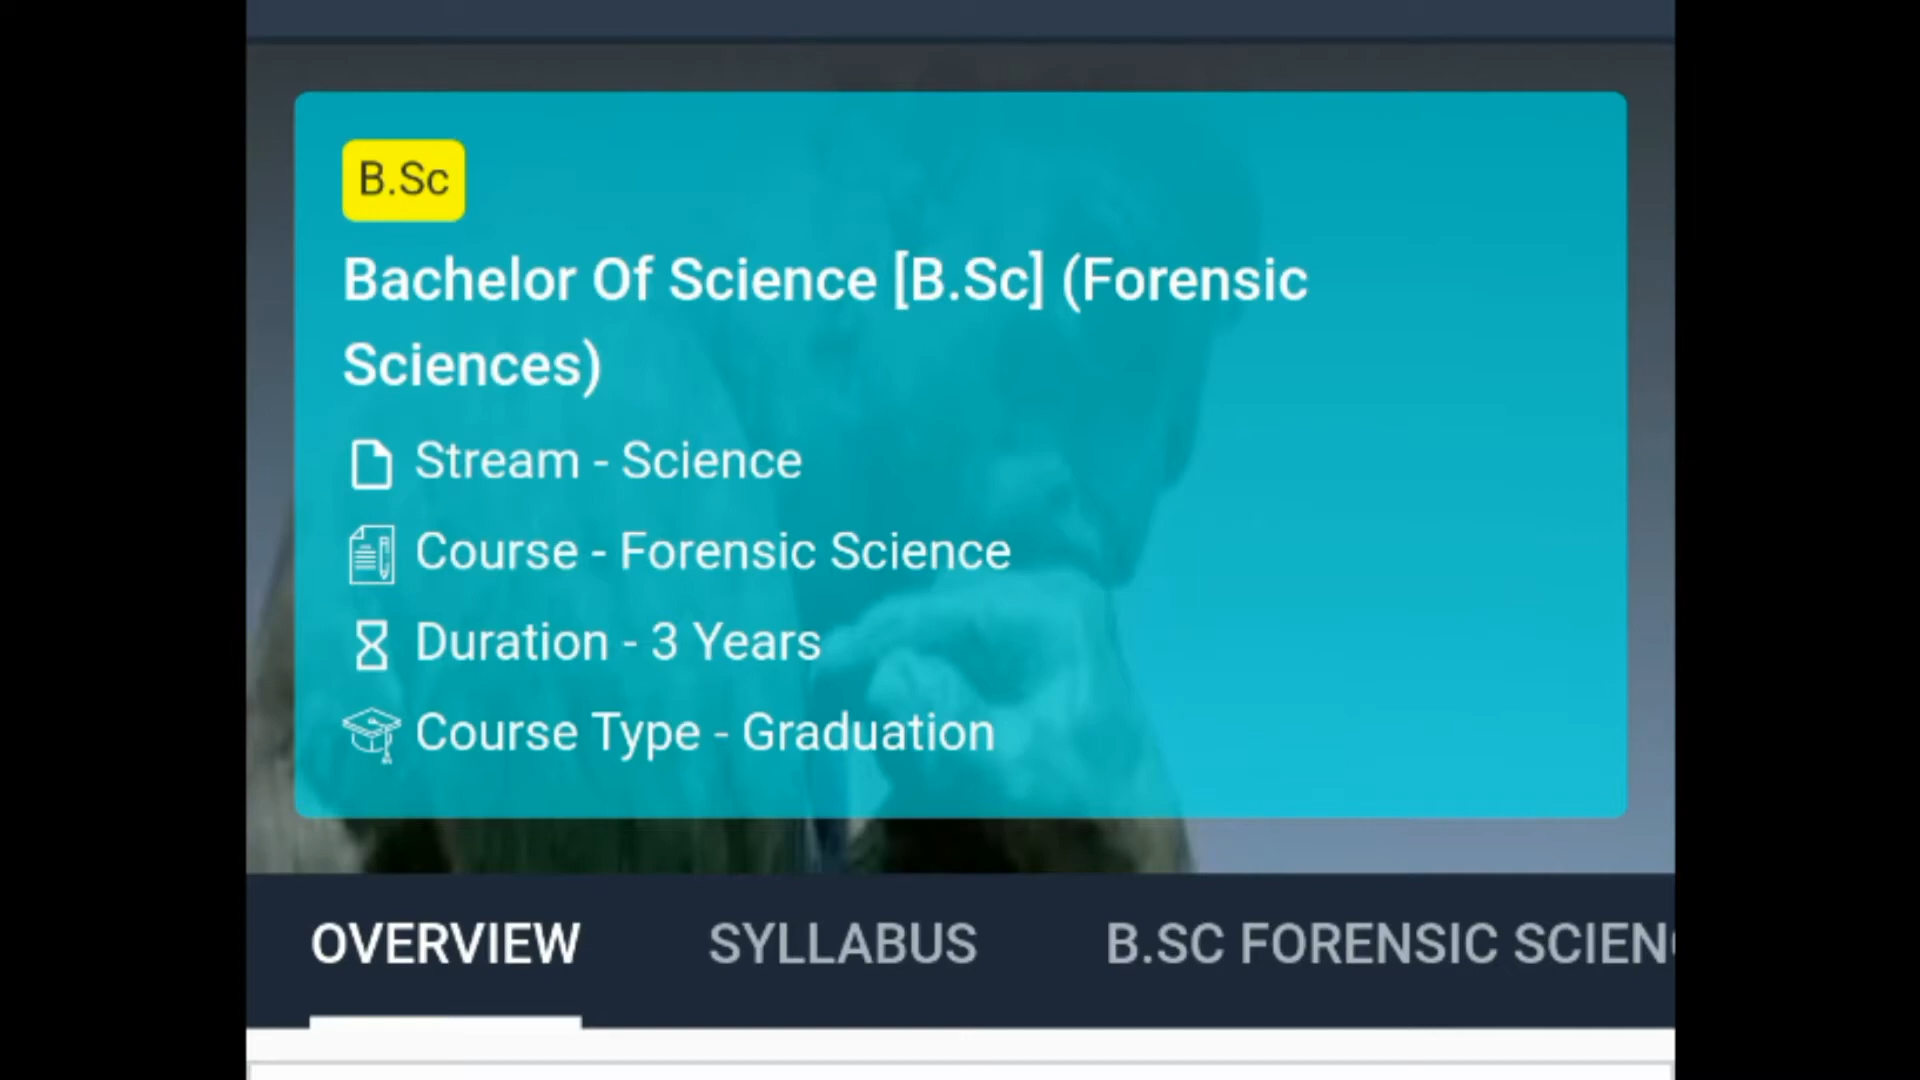 B.Sc
Bachelor Of Science [B.Sc] (Forensic
Sciences)
Stream - Science
Course - Forensic Science
Duration - 3 Years
Course Type - Graduation
OVERVIEW SYLLABUS B.SC FORENSIC